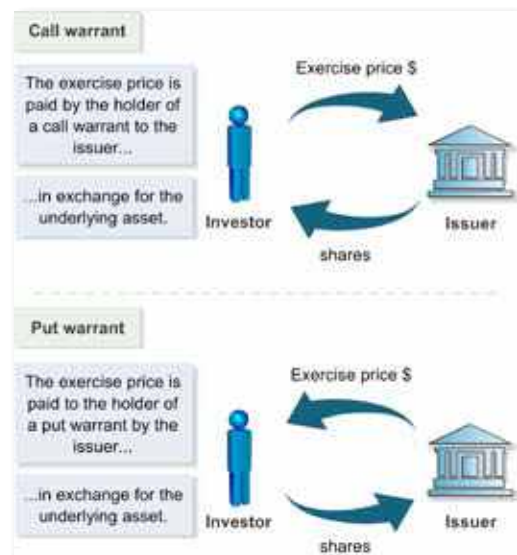 Call warrant
The exercise price is
paid by the holder of
a call warrant to the
issuer...
...in exchange for the
underlying asset.
Exercise price $
Investor
Issuer
shares
Put warrant
The exercise price is
paid to the holder of
a put warrant by the
issuer...
...in exchange for the
underlying asset.
Exercise price $
Investor
Issuer
shares